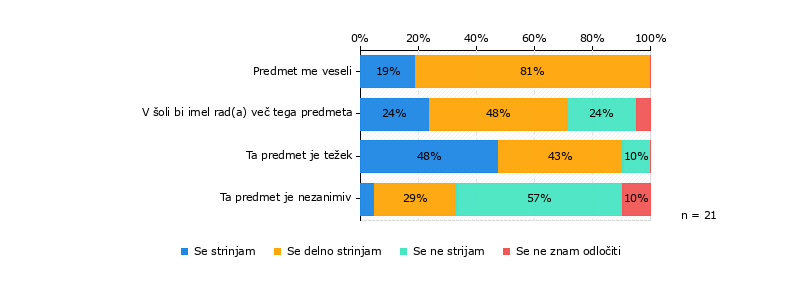 0% 20% 40% 60% 80% 100%
Predmet me veseli 19% 81%
V šoli bi imel rad(a) več tega predmeta 24% 48% 24%
Ta predmet je težek 48% 43% 10%
Ta predmet je nezanimiv 29% 57% 10%
n = 21
Se strinjam Se delno strinjam Se ne strijam Se ne znam odločiti